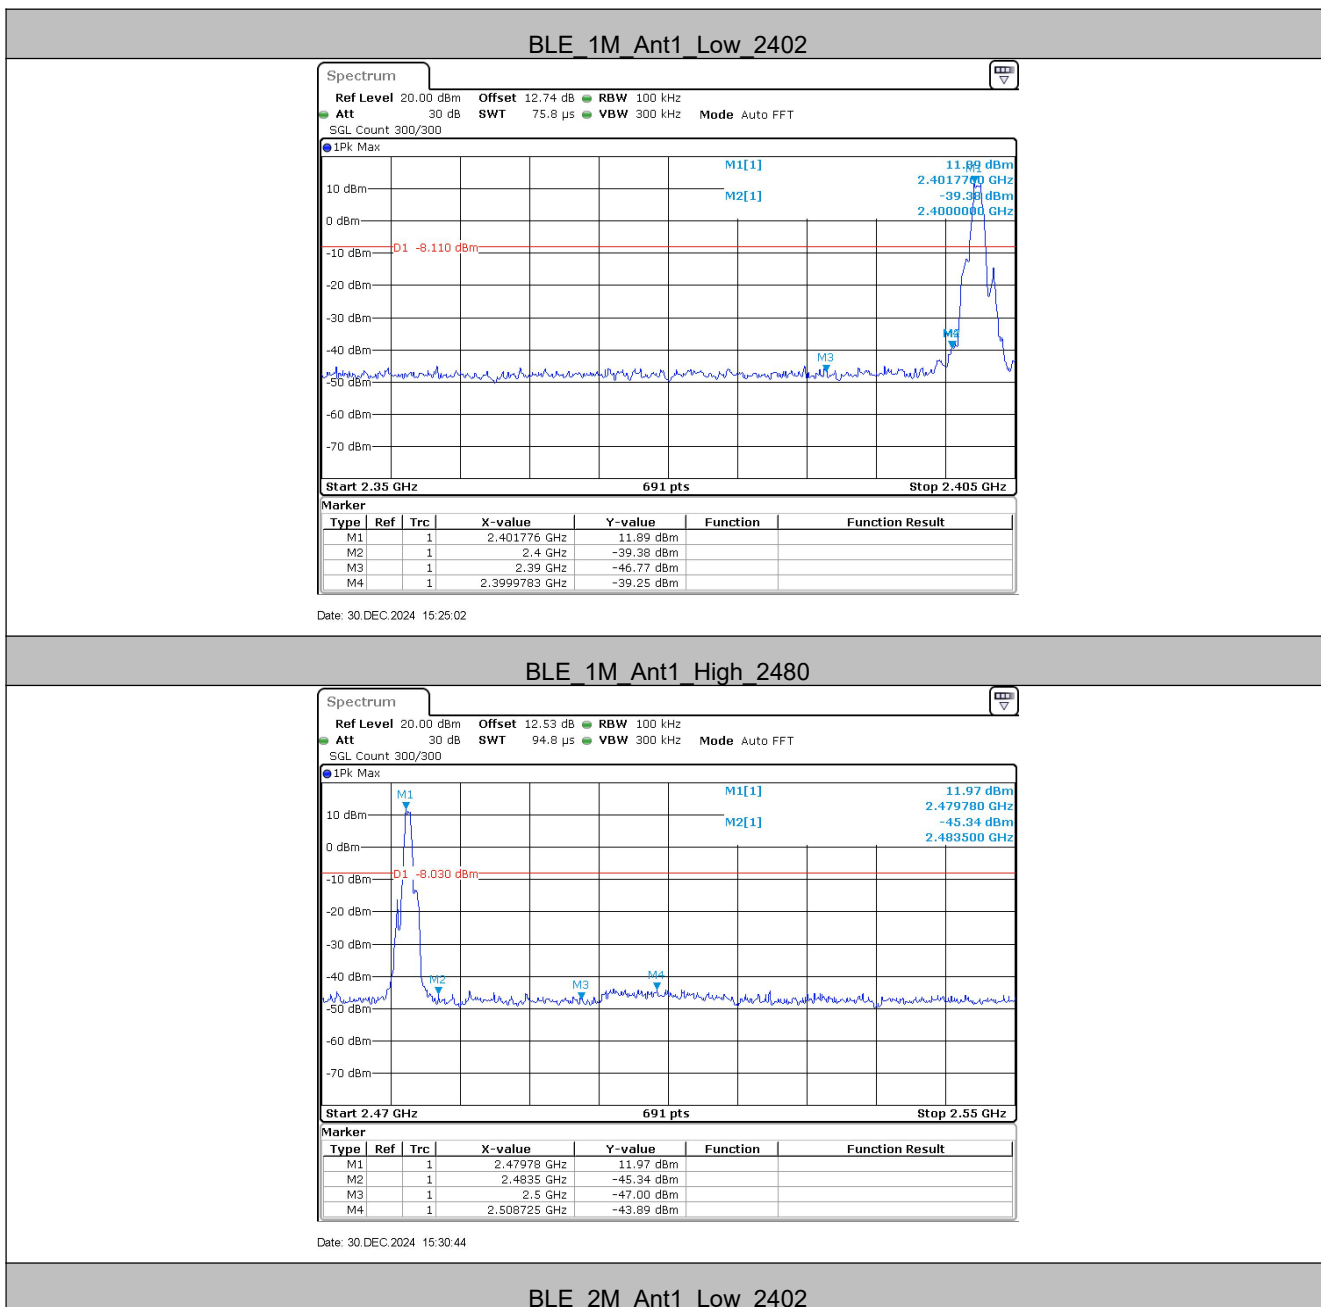 BLE_1M_Ant1_Low_2402
Spectrum
Ref Level 20.00 dBm Offset 12.74 dB RBW 100 kHz
Att 30 dB SWT 75.8 µs VBW 300 kHz Mode Auto FFT
SGL Count 300/300
1Pk Max
M1[1] 11.89 dBm
2.4017760 GHz
M2[1] -39.38 dBm
2.4000000 GHz
M1
10 dBm
0 dBm
D1 -8.110 dBm
-10 dBm
-20 dBm
-30 dBm
M2
-40 dBm
M3
-50 dBm
-60 dBm
-70 dBm
Start 2.35 GHz 691 pts Stop 2.405 GHz
Marker
Type Ref Trc X-value Y-value Function Function Result
M1 1 2.401776 GHz 11.89 dBm
M2 1 2.4 GHz -39.38 dBm
M3 1 2.39 GHz -46.77 dBm
M4 1 2.3999783 GHz -39.25 dBm
Date: 30.DEC.2024 15:25:02
BLE_1M_Ant1_High_2480
Spectrum
Ref Level 20.00 dBm Offset 12.53 dB RBW 100 kHz
Att 30 dB SWT 94.8 µs VBW 300 kHz Mode Auto FFT
SGL Count 300/300
1Pk Max
M1[1] 11.97 dBm
2.479780 GHz
M2[1] -45.34 dBm
2.483500 GHz
M1
10 dBm
0 dBm
D1 -8.030 dBm
-10 dBm
-20 dBm
-30 dBm
-40 dBm
M2 M3 M4
-50 dBm
-60 dBm
-70 dBm
Start 2.47 GHz 691 pts Stop 2.55 GHz
Marker
Type Ref Trc X-value Y-value Function Function Result
M1 1 2.47978 GHz 11.97 dBm
M2 1 2.4835 GHz -45.34 dBm
M3 1 2.5 GHz -47.00 dBm
M4 1 2.508725 GHz -43.89 dBm
Date: 30.DEC.2024 15:30:44
BLE_2M_Ant1_Low_2402